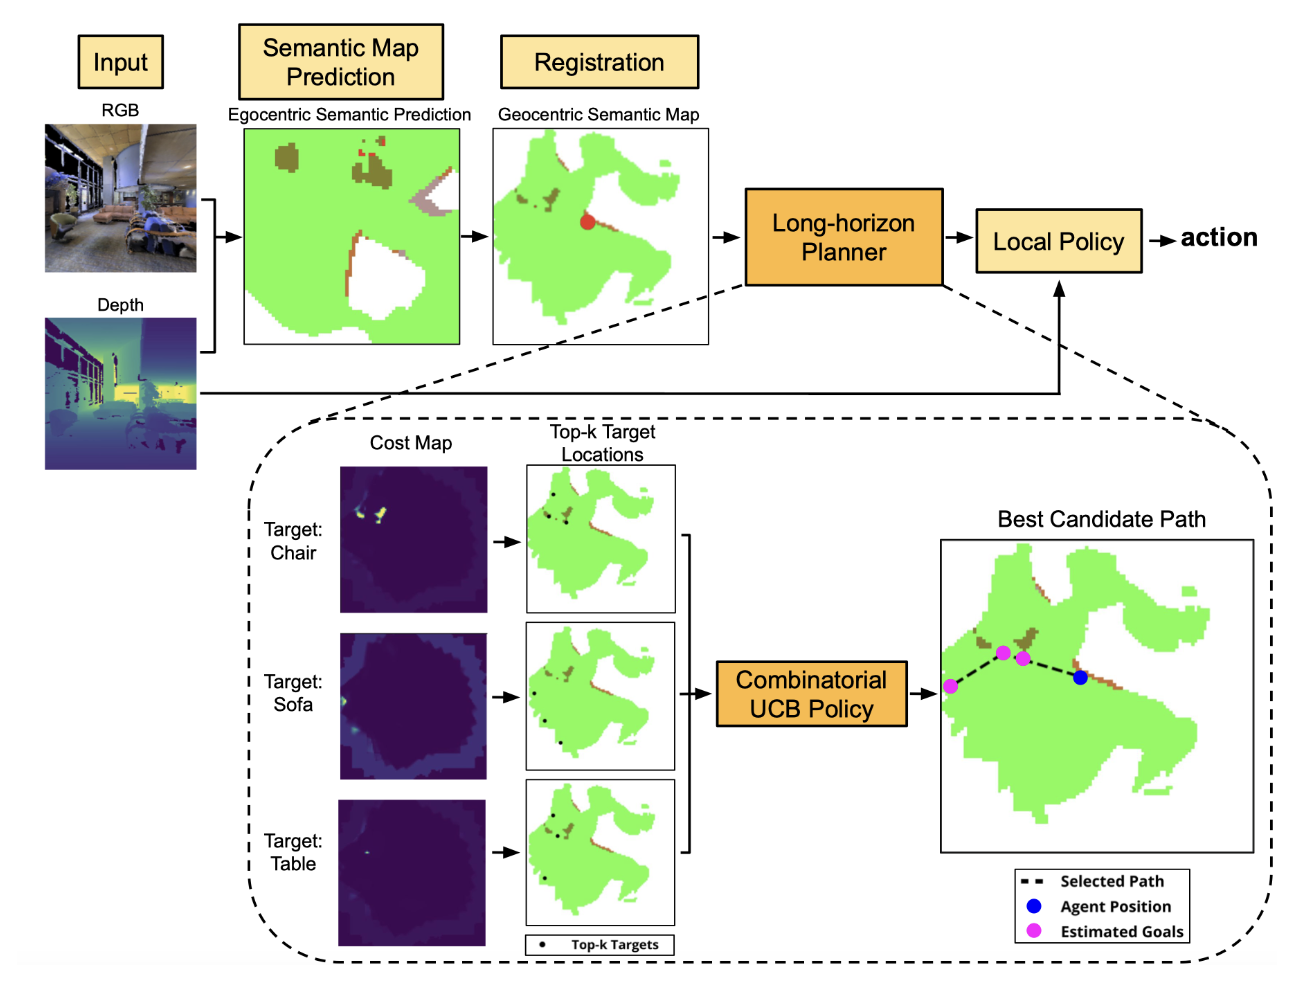 Input
Semantic Map
Prediction
Registration
RGB
Egocentric Semantic Prediction
Geocentric Semantic Map
Long-horizon
Planner
Local Policy
action
Depth
Cost Map
Top-k Target
Locations
Target:
Chair
Target:
Sofa
Target:
Table
Top-k Targets
Combinatorial
UCB Policy
Best Candidate Path
Selected Path
Agent Position
Estimated Goals